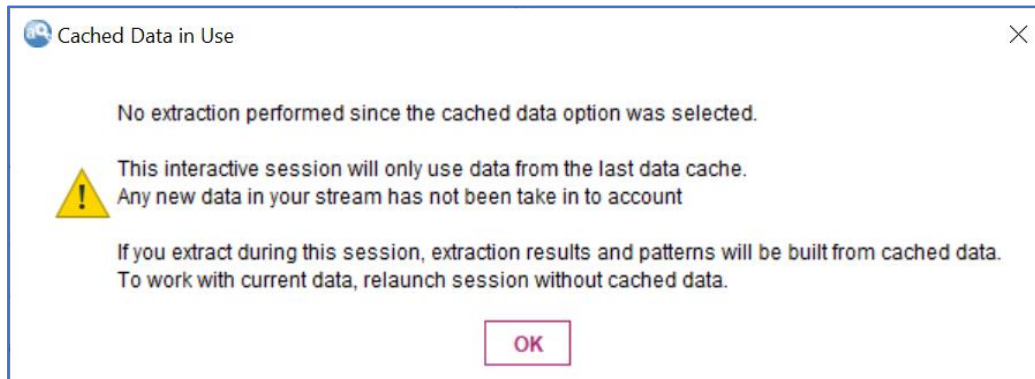 Cached Data in Use
No extraction performed since the cached data option was selected.
This interactive session will only use data from the last data cache.
Any new data in your stream has not been take in to account
If you extract during this session, extraction results and patterns will be built from cached data.
To work with current data, relaunch session without cached data.
OK